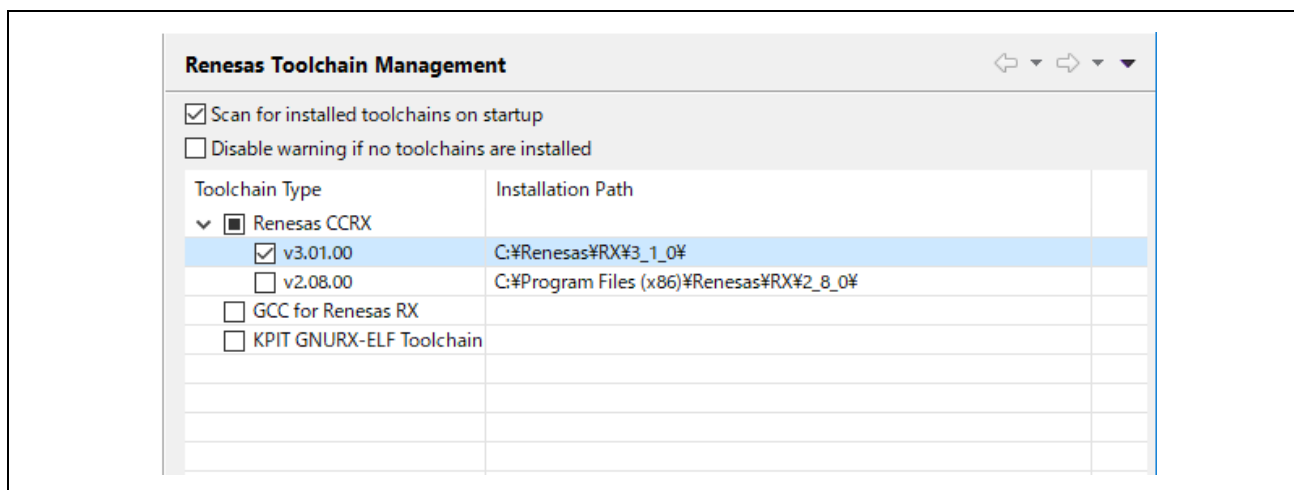 Renesas Toolchain Management
Scan for installed toolchains on startup
Disable warning if no toolchains are installed
Toolchain Type Installation Path
Renesas CCRX
v3.01.00 C:¥Renesas¥RX¥3_1_0¥
v2.08.00 C:¥Program Files (x86)¥Renesas¥RX¥2_8_0¥
GCC for Renesas RX
KPIT GNURX-ELF Toolchain